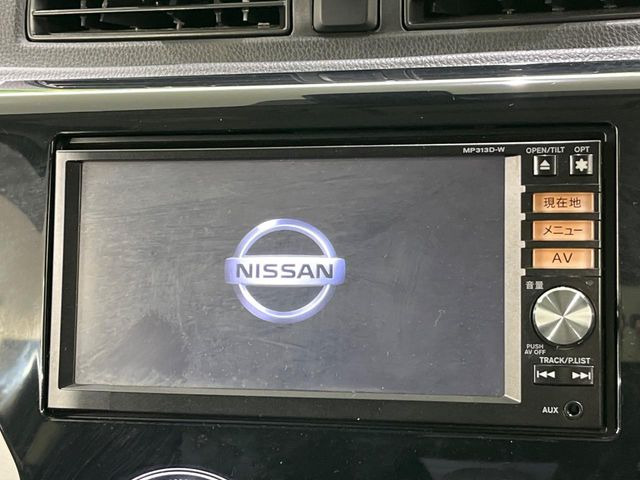 MP313D-W
OPEN/TILT
OPT
現在地
メニュー
AV
音量
PUSH
AV OFF
TRACK/P.LIST
AUX
NISSAN